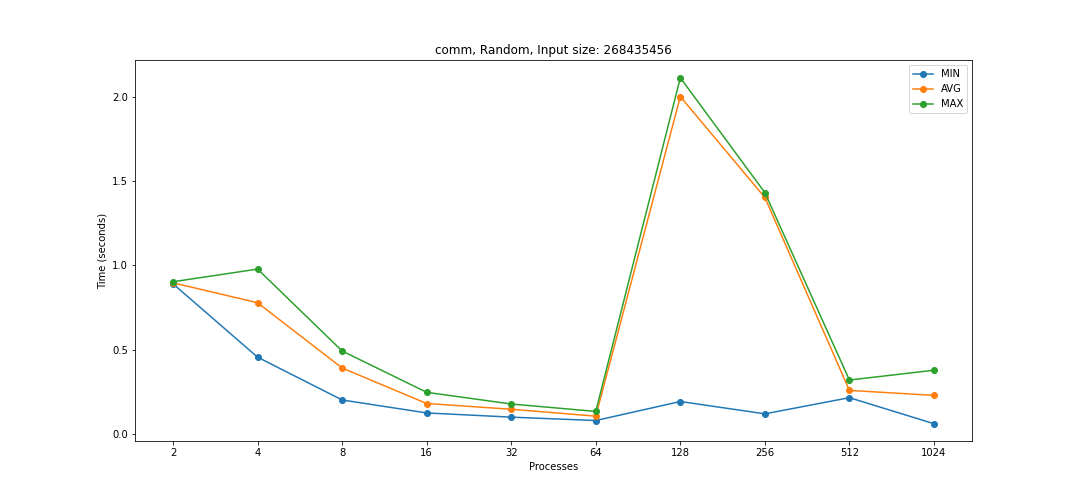 comm, Random, Input size: 268435456
MIN
AVG
MAX
2.0
1.5
1.0
0.5
0.0
Time (seconds)
2 4 8 16 32 64 128 256 512 1024
Processes